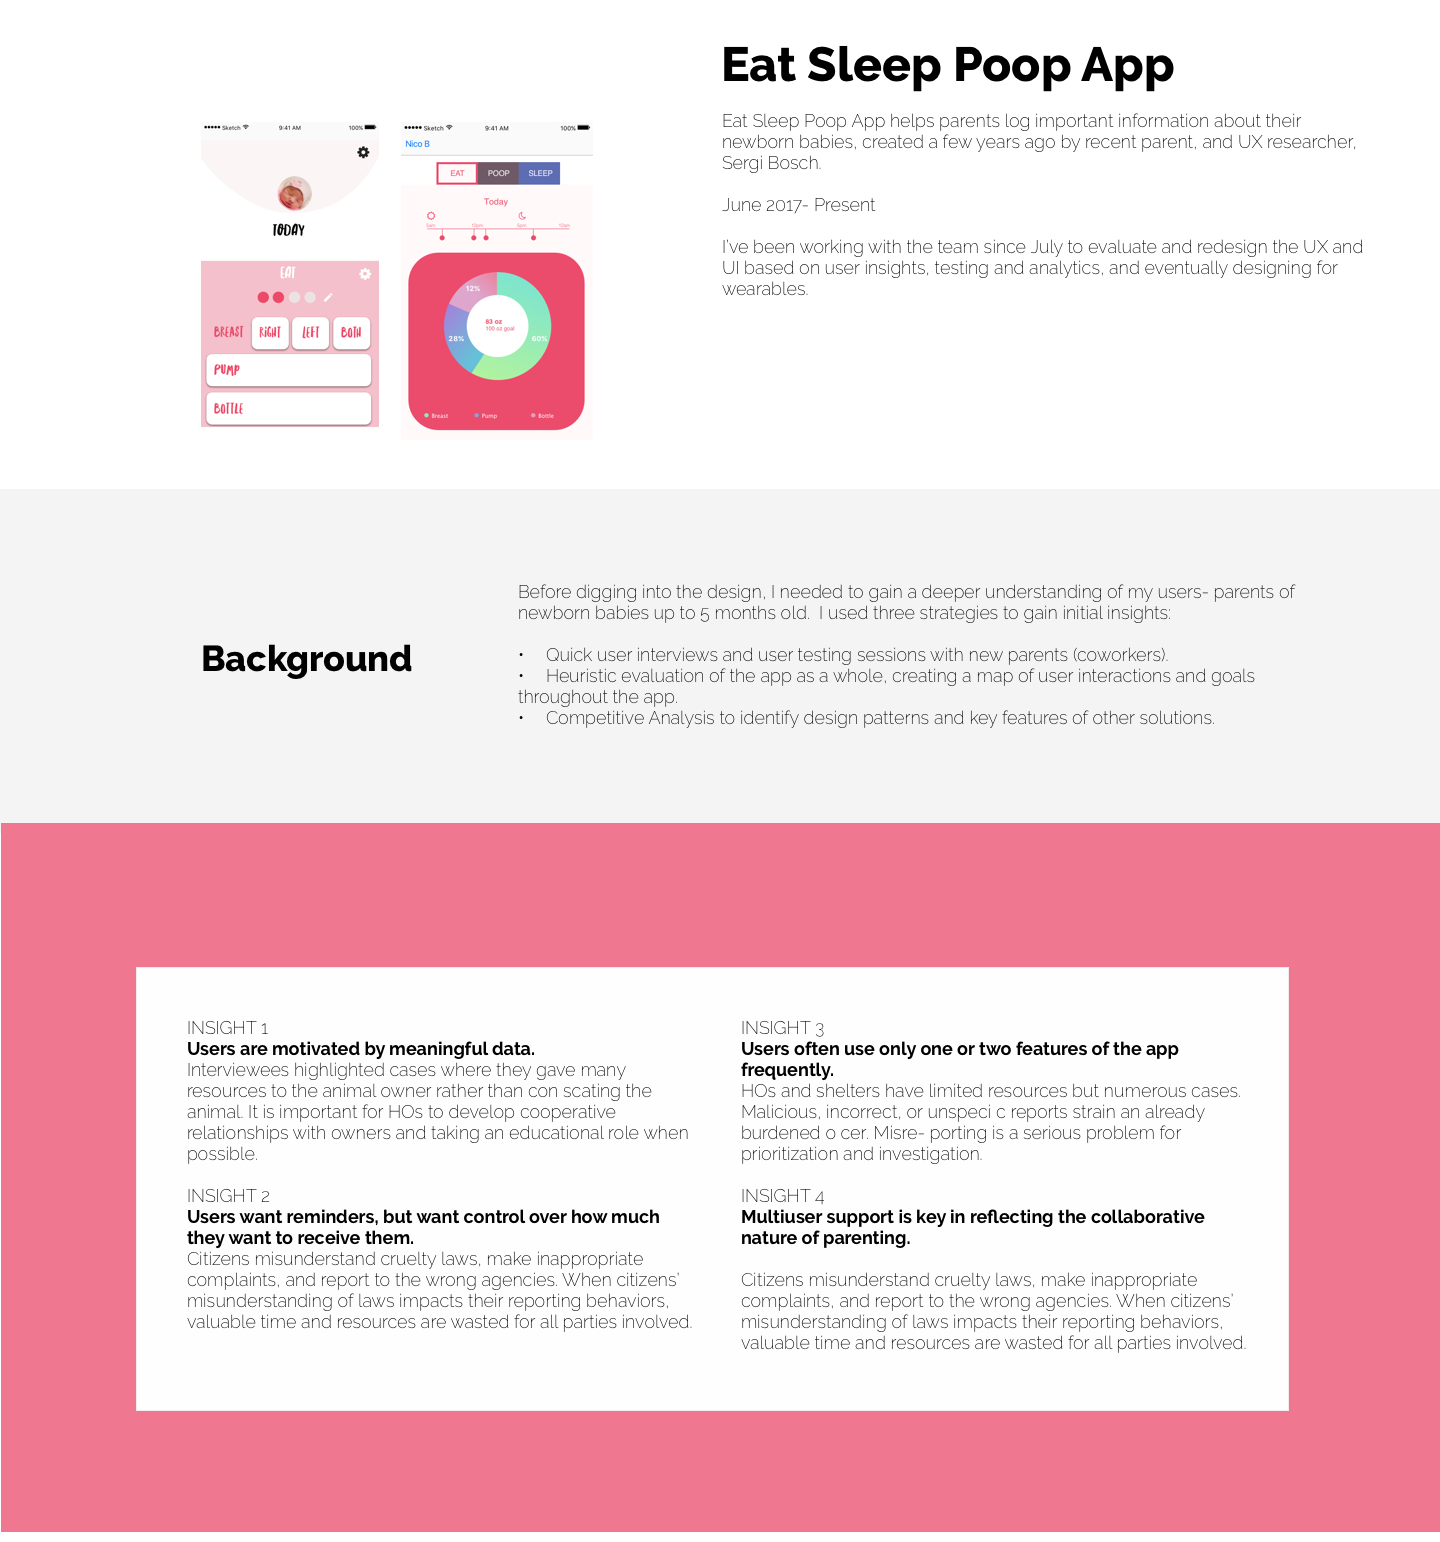 Eat Sleep Poop App
Eat Sleep Poop App helps parents log important information about their
newborn babies, created a few years ago by recent parent, and UX researcher,
Sergi Bosch.
June 2017- Present
I've been working with the team since July to evaluate and redesign the UX and
UI based on user insights, testing and analytics, and eventually designing for
wearables.
Sketch 9:41 AM 100%
TODAY
EAT
BREAST RIGHT LEFT BOTH
PUMP
BOTTLE
Sketch 9:41 AM 100%
Nico B
EAT POOP SLEEP
Today
5am 12pm 5pm 12am
12%
83 oz
100 oz goal
28% 60%
Breast Pump Bottle
Background
Before digging into the design, I needed to gain a deeper understanding of my users- parents of
newborn babies up to 5 months old. I used three strategies to gain initial insights:
• Quick user interviews and user testing sessions with new parents (coworkers).
• Heuristic evaluation of the app as a whole, creating a map of user interactions and goals
throughout the app.
• Competitive Analysis to identify design patterns and key features of other solutions.
INSIGHT 1
Users are motivated by meaningful data.
Interviewees highlighted cases where they gave many
resources to the animal owner rather than con scating the
animal. It is important for HOs to develop cooperative
relationships with owners and taking an educational role when
possible.
INSIGHT 2
Users want reminders, but want control over how much
they want to receive them.
Citizens misunderstand cruelty laws, make inappropriate
complaints, and report to the wrong agencies. When citizens'
misunderstanding of laws impacts their reporting behaviors,
valuable time and resources are wasted for all parties involved.
INSIGHT 3
Users often use only one or two features of the app
frequently.
HOs and shelters have limited resources but numerous cases.
Malicious, incorrect, or unspeci c reports strain an already
burdened o cer. Misre- porting is a serious problem for
prioritization and investigation.
INSIGHT 4
Multiuser support is key in reflecting the collaborative
nature of parenting.
Citizens misunderstand cruelty laws, make inappropriate
complaints, and report to the wrong agencies. When citizens'
misunderstanding of laws impacts their reporting behaviors,
valuable time and resources are wasted for all parties involved.